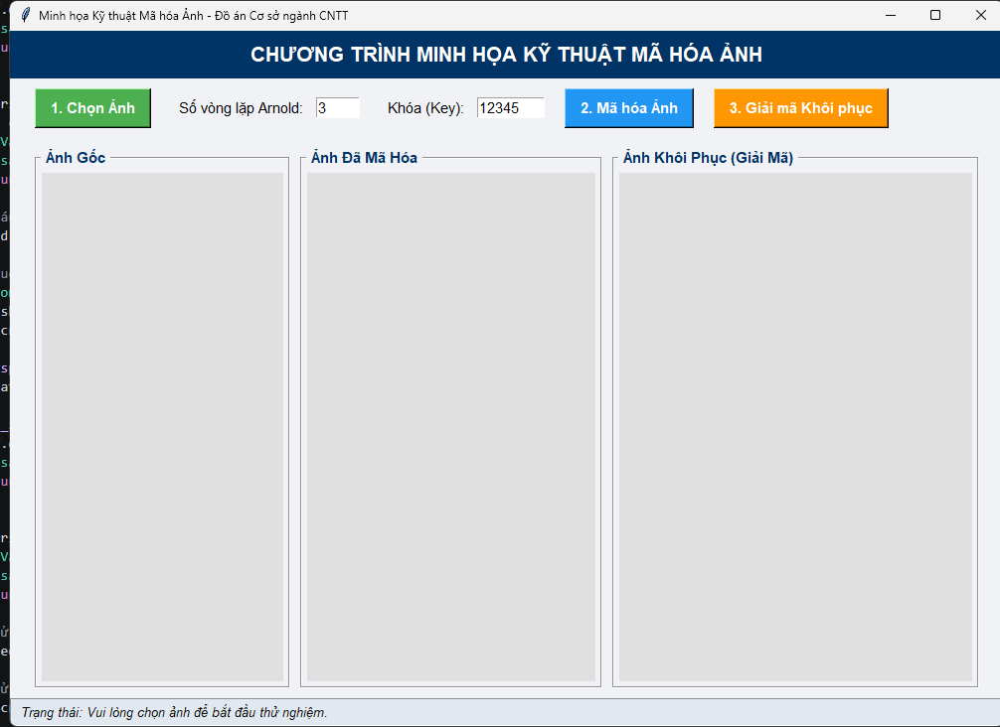 Minh họa Kỹ thuật Mã hóa Ảnh - Đồ án Cơ sở ngành CNTT
CHƯƠNG TRÌNH MINH HỌA KỸ THUẬT MÃ HÓA ẢNH
1. Chọn Ảnh Số vòng lặp Arnold: 3 Khóa (Key): 12345 2. Mã hóa Ảnh 3. Giải mã Khôi phục
Ảnh Gốc Ảnh Đã Mã Hóa Ảnh Khôi Phục (Giải Mã)
Trạng thái: Vui lòng chọn ảnh để bắt đầu thử nghiệm.